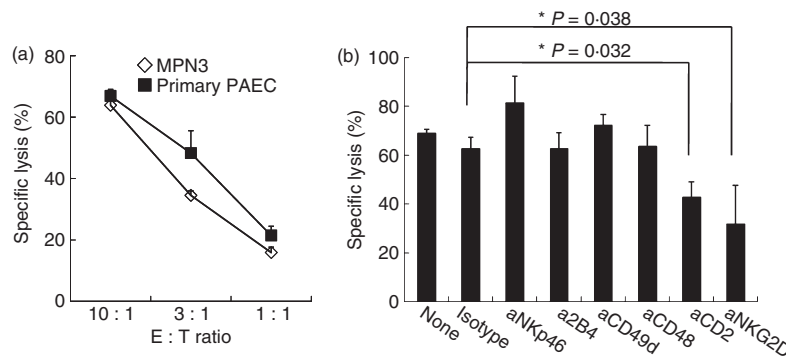 (a)
80
60
40
20
0
Specific lysis (%)
MPN3
Primary PAEC
10 : 1
3 : 1
1 : 1
E : T ratio
(b)
* P = 0·038
* P = 0·032
100
80
60
40
20
0
Specific lysis (%)
None
Isotype
aNKp46
a2B4
aCD49d
aCD48
aCD2
aNKG2D